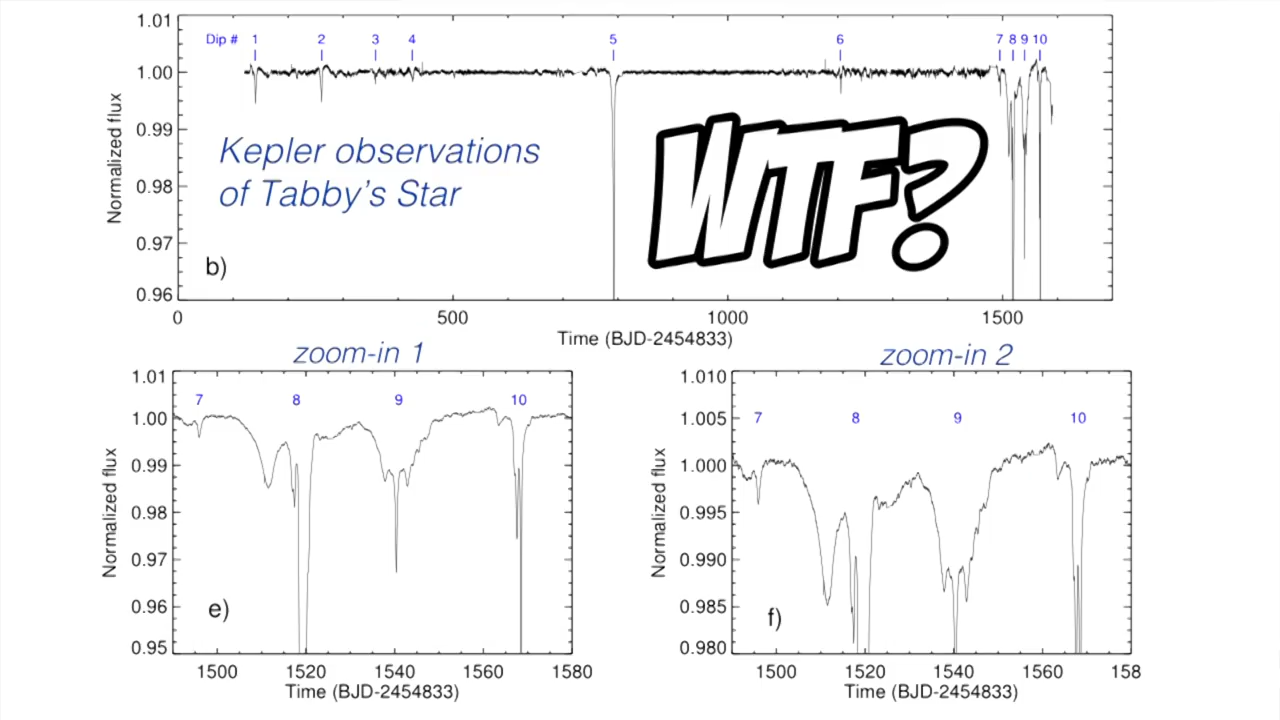 1.01
Dip # 1 2 3 4 5 6 7 8 9 10
1.00
0.99
0.98
0.97
0.96
Normalized flux
Kepler observations
of Tabby's Star
WTF?
b)
0 500 1000 1500
Time (BJD-2454833)
zoom-in 1
1.01
7 8 9 10
1.00
0.99
0.98
0.97
0.96
0.95
Normalized flux
e)
1500 1520 1540 1560 1580
Time (BJD-2454833)
zoom-in 2
1.010
7 8 9 10
1.005
1.000
0.995
0.990
0.985
0.980
Normalized flux
f)
1500 1520 1540 1560 158
Time (BJD-2454833)